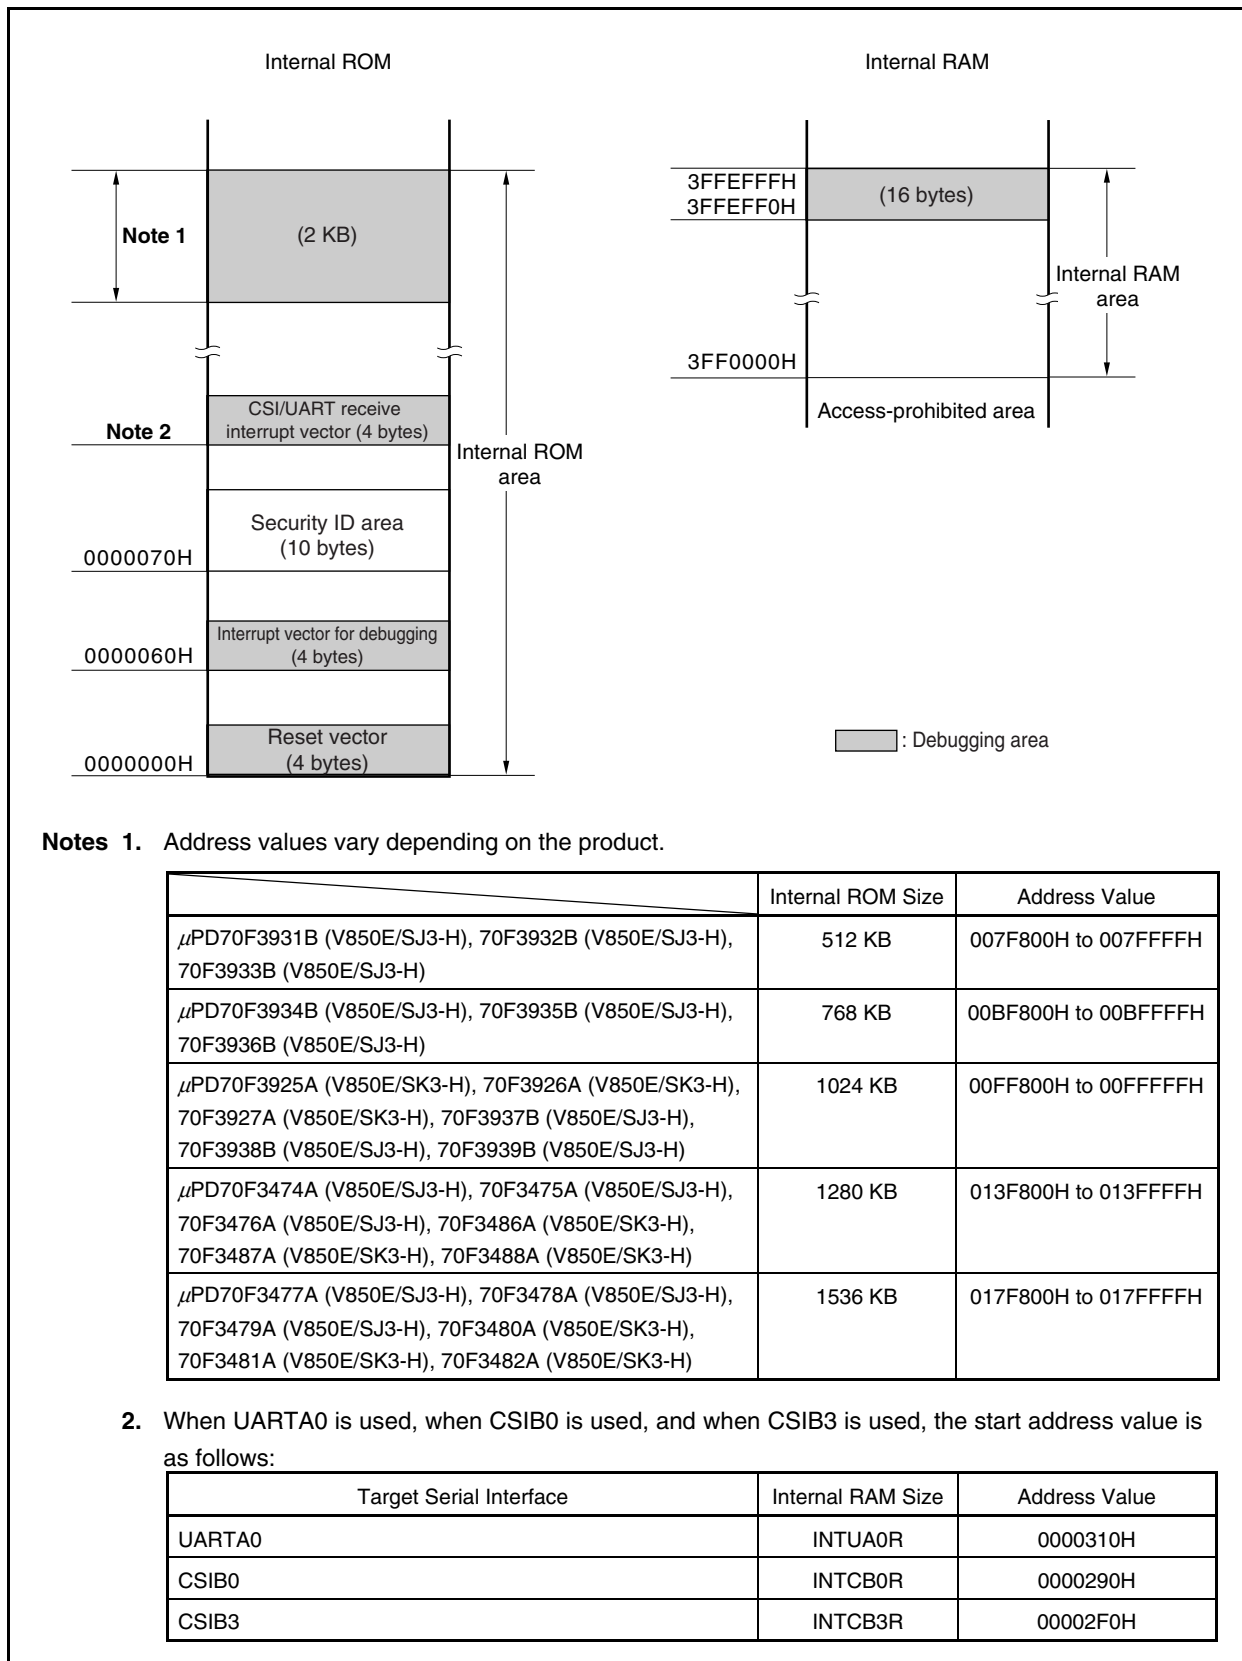 Internal ROM
Internal RAM
Note 1
(2 KB)
CSI/UART receive
interrupt vector (4 bytes)
Note 2
Internal ROM
area
Security ID area
(10 bytes)
0000070H
Interrupt vector for debugging
(4 bytes)
0000060H
Reset vector
(4 bytes)
0000000H
3FFEFFFH
3FFEFF0H
(16 bytes)
Internal RAM
area
3FF0000H
Access-prohibited area
: Debugging area
Notes 1. Address values vary depending on the product.
Internal ROM Size Address Value
μPD70F3931B (V850E/SJ3-H), 70F3932B (V850E/SJ3-H), 512 KB 007F800H to 007FFFFH
70F3933B (V850E/SJ3-H)
μPD70F3934B (V850E/SJ3-H), 70F3935B (V850E/SJ3-H), 768 KB 00BF800H to 00BFFFFH
70F3936B (V850E/SJ3-H)
μPD70F3925A (V850E/SK3-H), 70F3926A (V850E/SK3-H), 1024 KB 00FF800H to 00FFFFFH
70F3927A (V850E/SK3-H), 70F3937B (V850E/SJ3-H),
70F3938B (V850E/SJ3-H), 70F3939B (V850E/SJ3-H)
μPD70F3474A (V850E/SJ3-H), 70F3475A (V850E/SJ3-H), 1280 KB 013F800H to 013FFFFH
70F3476A (V850E/SJ3-H), 70F3486A (V850E/SK3-H),
70F3487A (V850E/SK3-H), 70F3488A (V850E/SK3-H)
μPD70F3477A (V850E/SJ3-H), 70F3478A (V850E/SJ3-H), 1536 KB 017F800H to 017FFFFH
70F3479A (V850E/SJ3-H), 70F3480A (V850E/SK3-H),
70F3481A (V850E/SK3-H), 70F3482A (V850E/SK3-H)
2. When UARTA0 is used, when CSIB0 is used, and when CSIB3 is used, the start address value is
as follows:
Target Serial Interface Internal RAM Size Address Value
UARTA0 INTUA0R 0000310H
CSIB0 INTCB0R 0000290H
CSIB3 INTCB3R 00002F0H